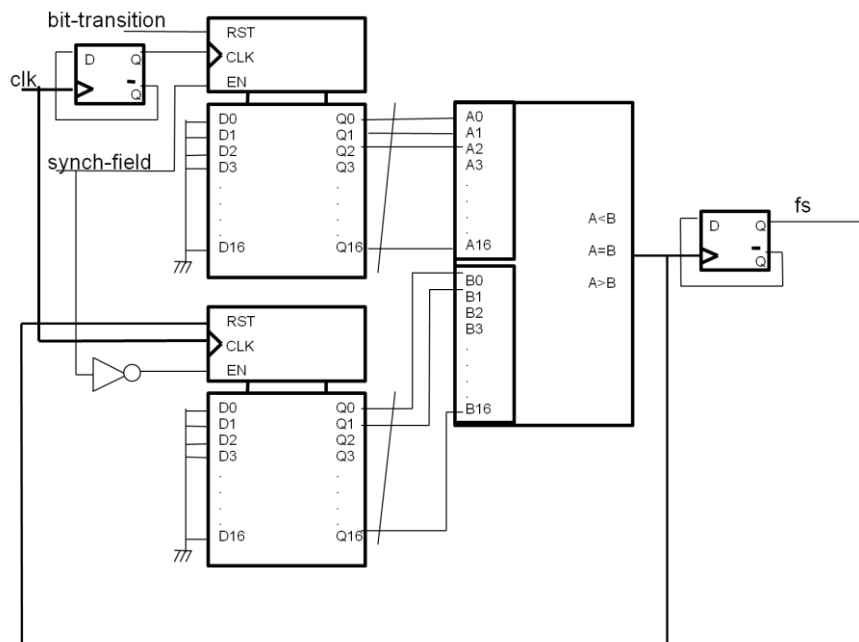 bit-transition
clk
D
Q
Q
synch-field
RST
CLK
EN
D0 Q0
D1 Q1
D2 Q2
D3 Q3
. .
. .
. .
. .
D16 Q16
RST
CLK
EN
D0 Q0
D1 Q1
D2 Q2
D3 Q3
. .
. .
. .
. .
D16 Q16
A0
A1
A2
A3
.
.
.
.
A16
B0
B1
B2
B3
.
.
.
.
B16
A<B
A=B
A>B
D
Q
Q
fs